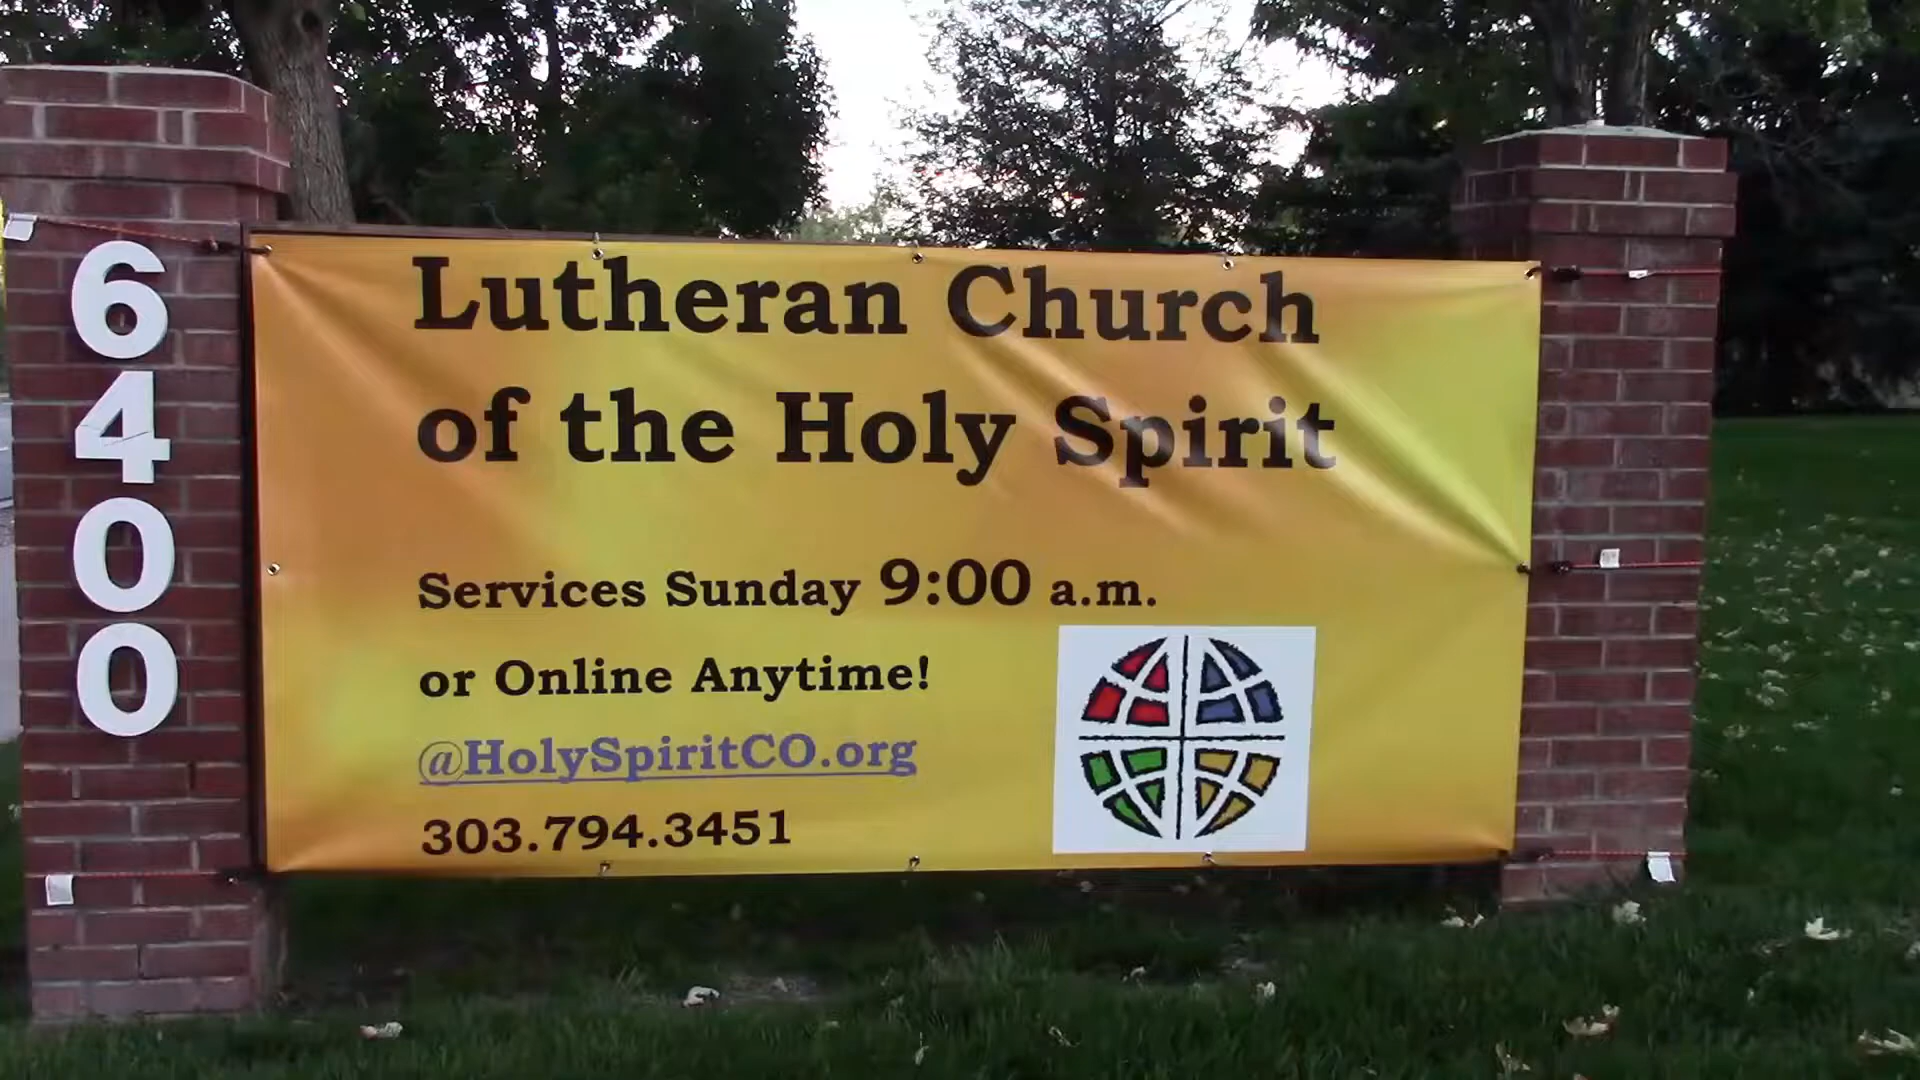 6400
Lutheran Church
of the Holy Spirit
Services Sunday 9:00 a.m.
or Online Anytime!
@HolySpiritCO.org
303.794.3451